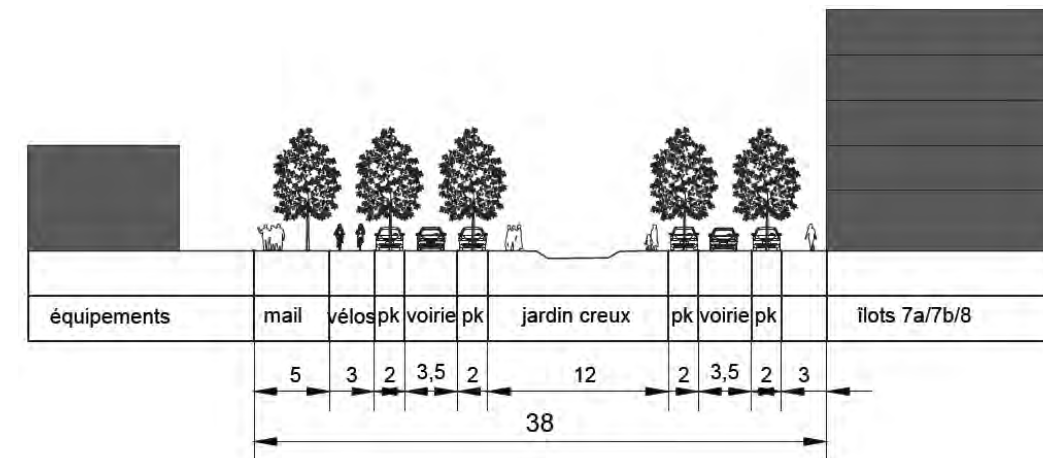 équipements mail vélos pk voirie pk jardin creux pk voirie pk îlots 7a/7b/8
5 3 2 3,5 2 12 2 3,5 2 3
38